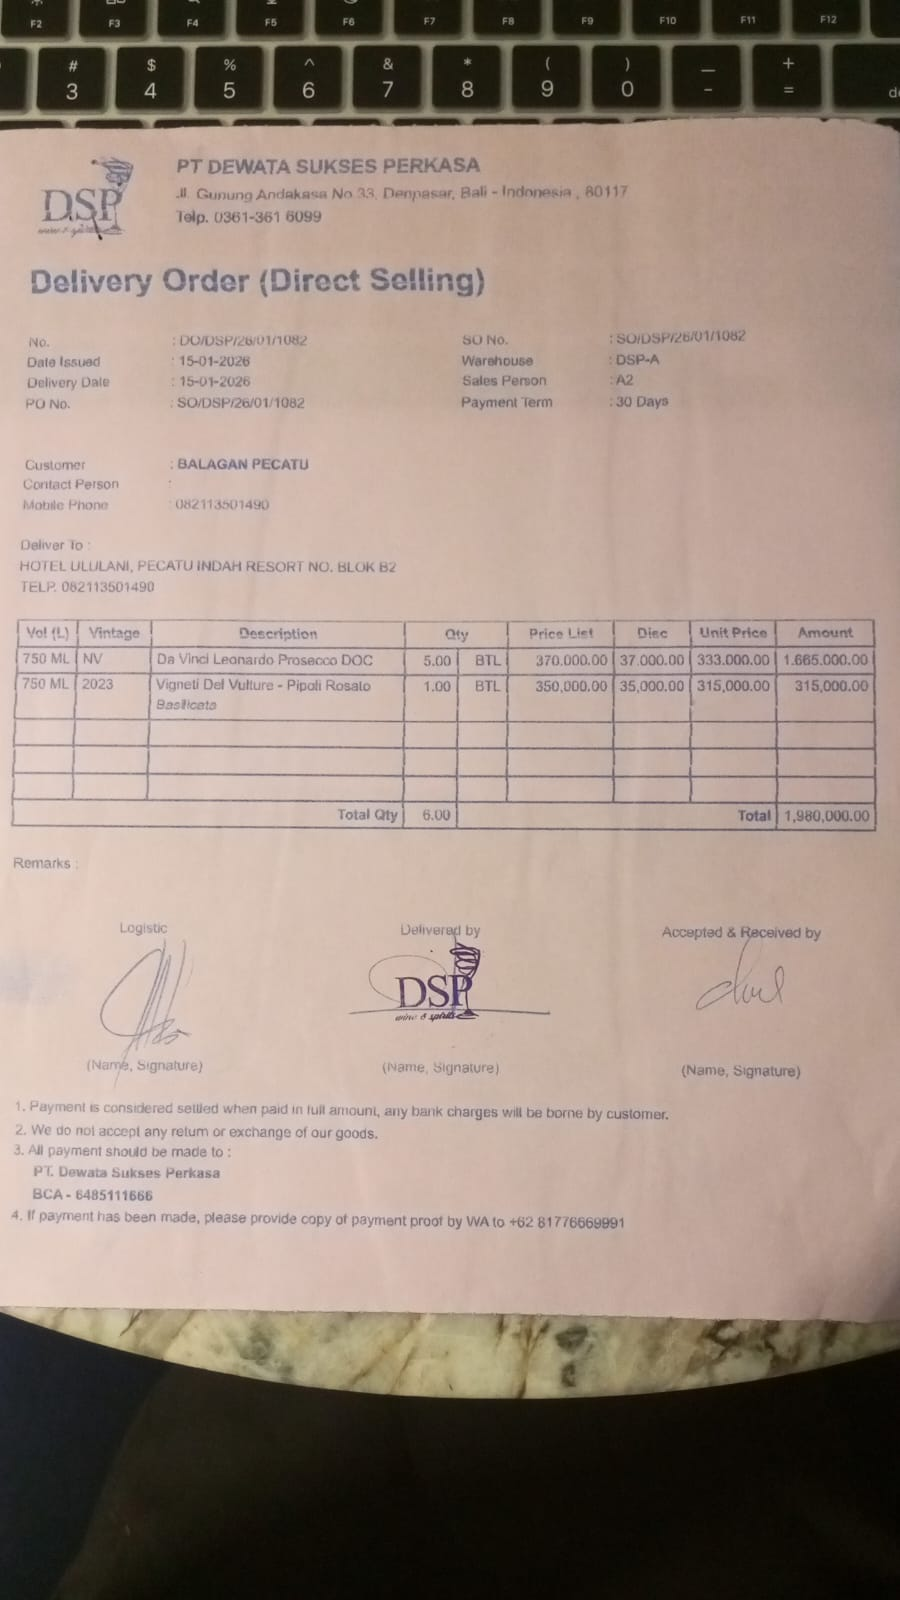 F2 F3 F4 F5 F6 F7 F8 F9 F10 F11 F12
# $ % ^ & * ( ) — +
3 4 5 6 7 8 9 0 - =
DSP
wine & spirits
PT DEWATA SUKSES PERKASA
Jl. Gunung Andakasa No 33, Denpasar, Bali - Indonesia , 80117
Telp. 0361-361 6099
Delivery Order (Direct Selling)
No. : DO/DSP/26/01/1082 SO No. : SO/DSP/26/01/1082
Date Issued : 15-01-2026 Warehouse : DSP-A
Delivery Date : 15-01-2026 Sales Person : A2
PO No. : SO/DSP/26/01/1082 Payment Term : 30 Days
Customer : BALAGAN PECATU
Contact Person :
Mobile Phone : 082113501490
Deliver To :
HOTEL ULULANI, PECATU INDAH RESORT NO. BLOK B2
TELP. 082113501490
Vol (L) Vintage Description Qty Price List Disc Unit Price Amount
750 ML NV Da Vinci Leonardo Prosecco DOC 5.00 BTL 370.000.00 37.000.00 333.000.00 1.665.000.00
750 ML 2023 Vigneti Del Vulture - Pipoli Rosato 1.00 BTL 350,000.00 35,000.00 315,000.00 315,000.00
Basilicata
Total Qty 6.00 Total 1,980,000.00
Remarks :
Logistic Delivered by Accepted & Received by
DSP
wine & spirits
(Name, Signature) (Name, Signature) (Name, Signature)
1. Payment is considered settled when paid in full amount, any bank charges will be borne by customer.
2. We do not accept any return or exchange of our goods.
3. All payment should be made to :
PT. Dewata Sukses Perkasa
BCA - 6485111666
4. If payment has been made, please provide copy of payment proof by WA to +62 81776669991